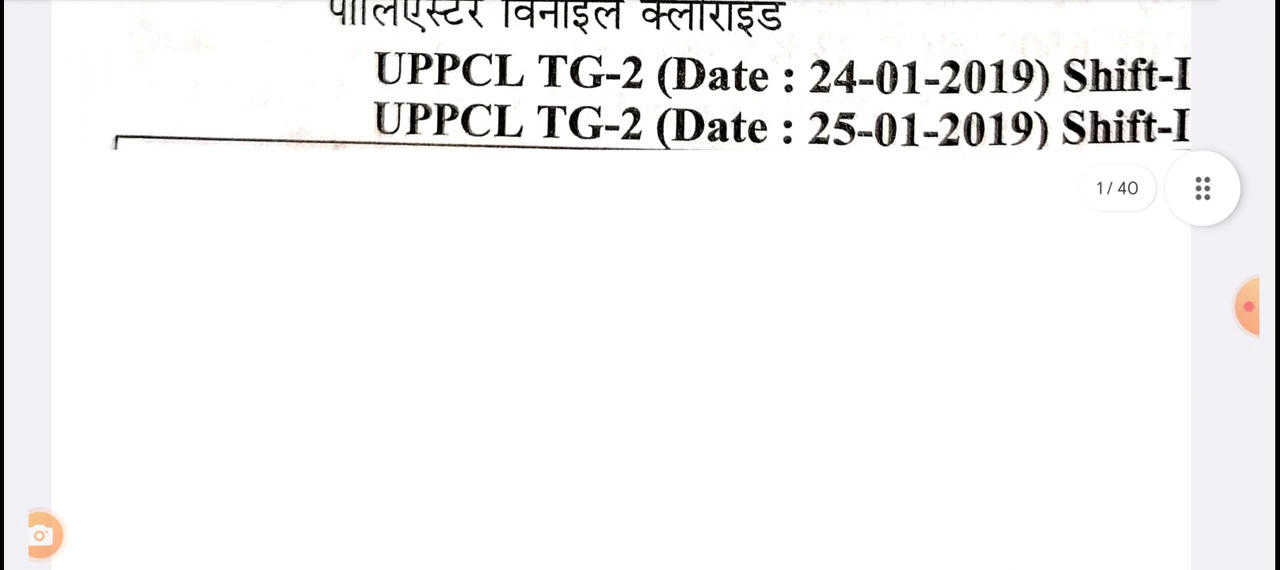 पॉलिएस्टर विनाइल क्लोराइड
UPPCL TG-2 (Date : 24-01-2019) Shift-I
UPPCL TG-2 (Date : 25-01-2019) Shift-I
1 / 40